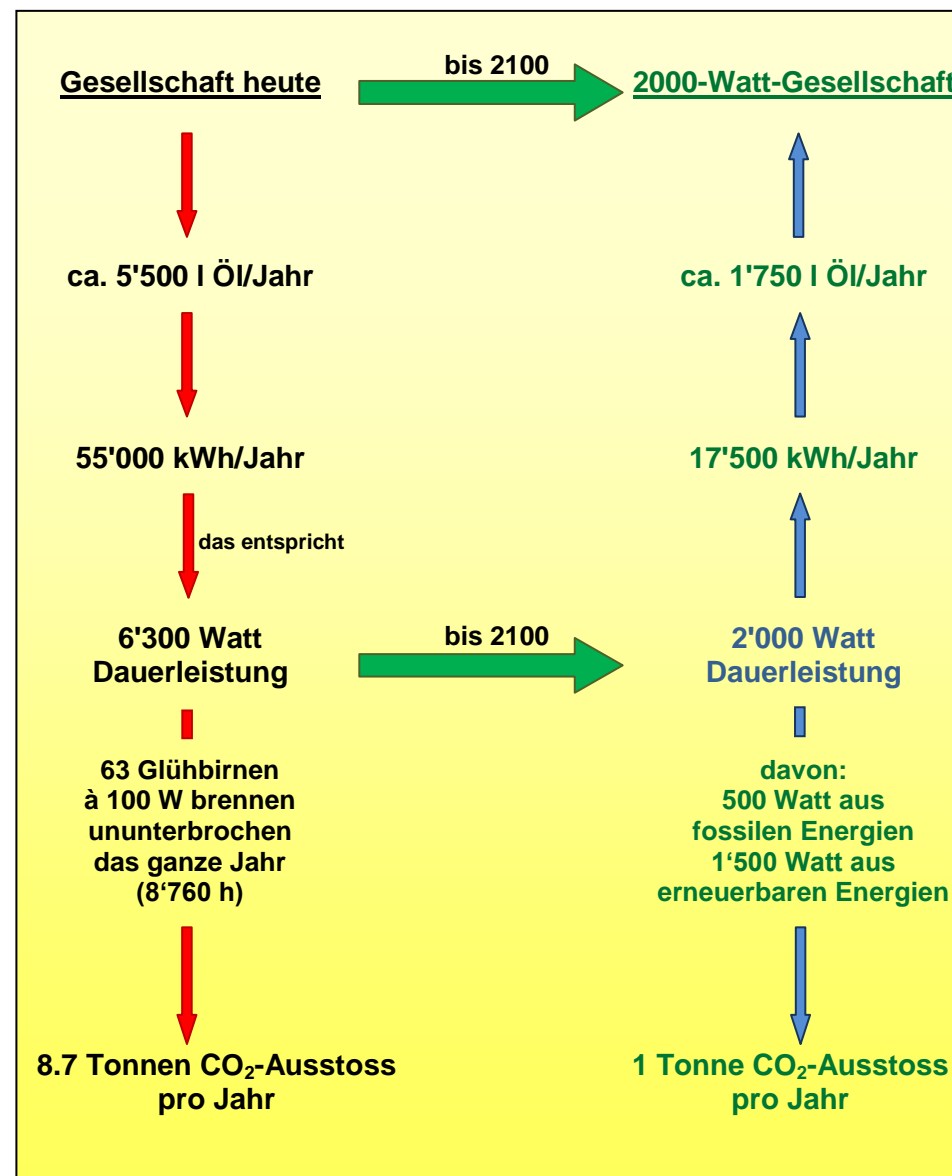 Gesellschaft heute
bis 2100
2000-Watt-Gesellschaft
ca. 5'500 l Öl/Jahr
ca. 1'750 l Öl/Jahr
55'000 kWh/Jahr
17'500 kWh/Jahr
das entspricht
6'300 Watt
Dauerleistung
bis 2100
2'000 Watt
Dauerleistung
63 Glühbirnen
à 100 W brennen
ununterbrochen
das ganze Jahr
(8‘760 h)
davon:
500 Watt aus
fossilen Energien
1‘500 Watt aus
erneuerbaren Energien
8.7 Tonnen CO₂-Ausstoss
pro Jahr
1 Tonne CO₂-Ausstoss
pro Jahr